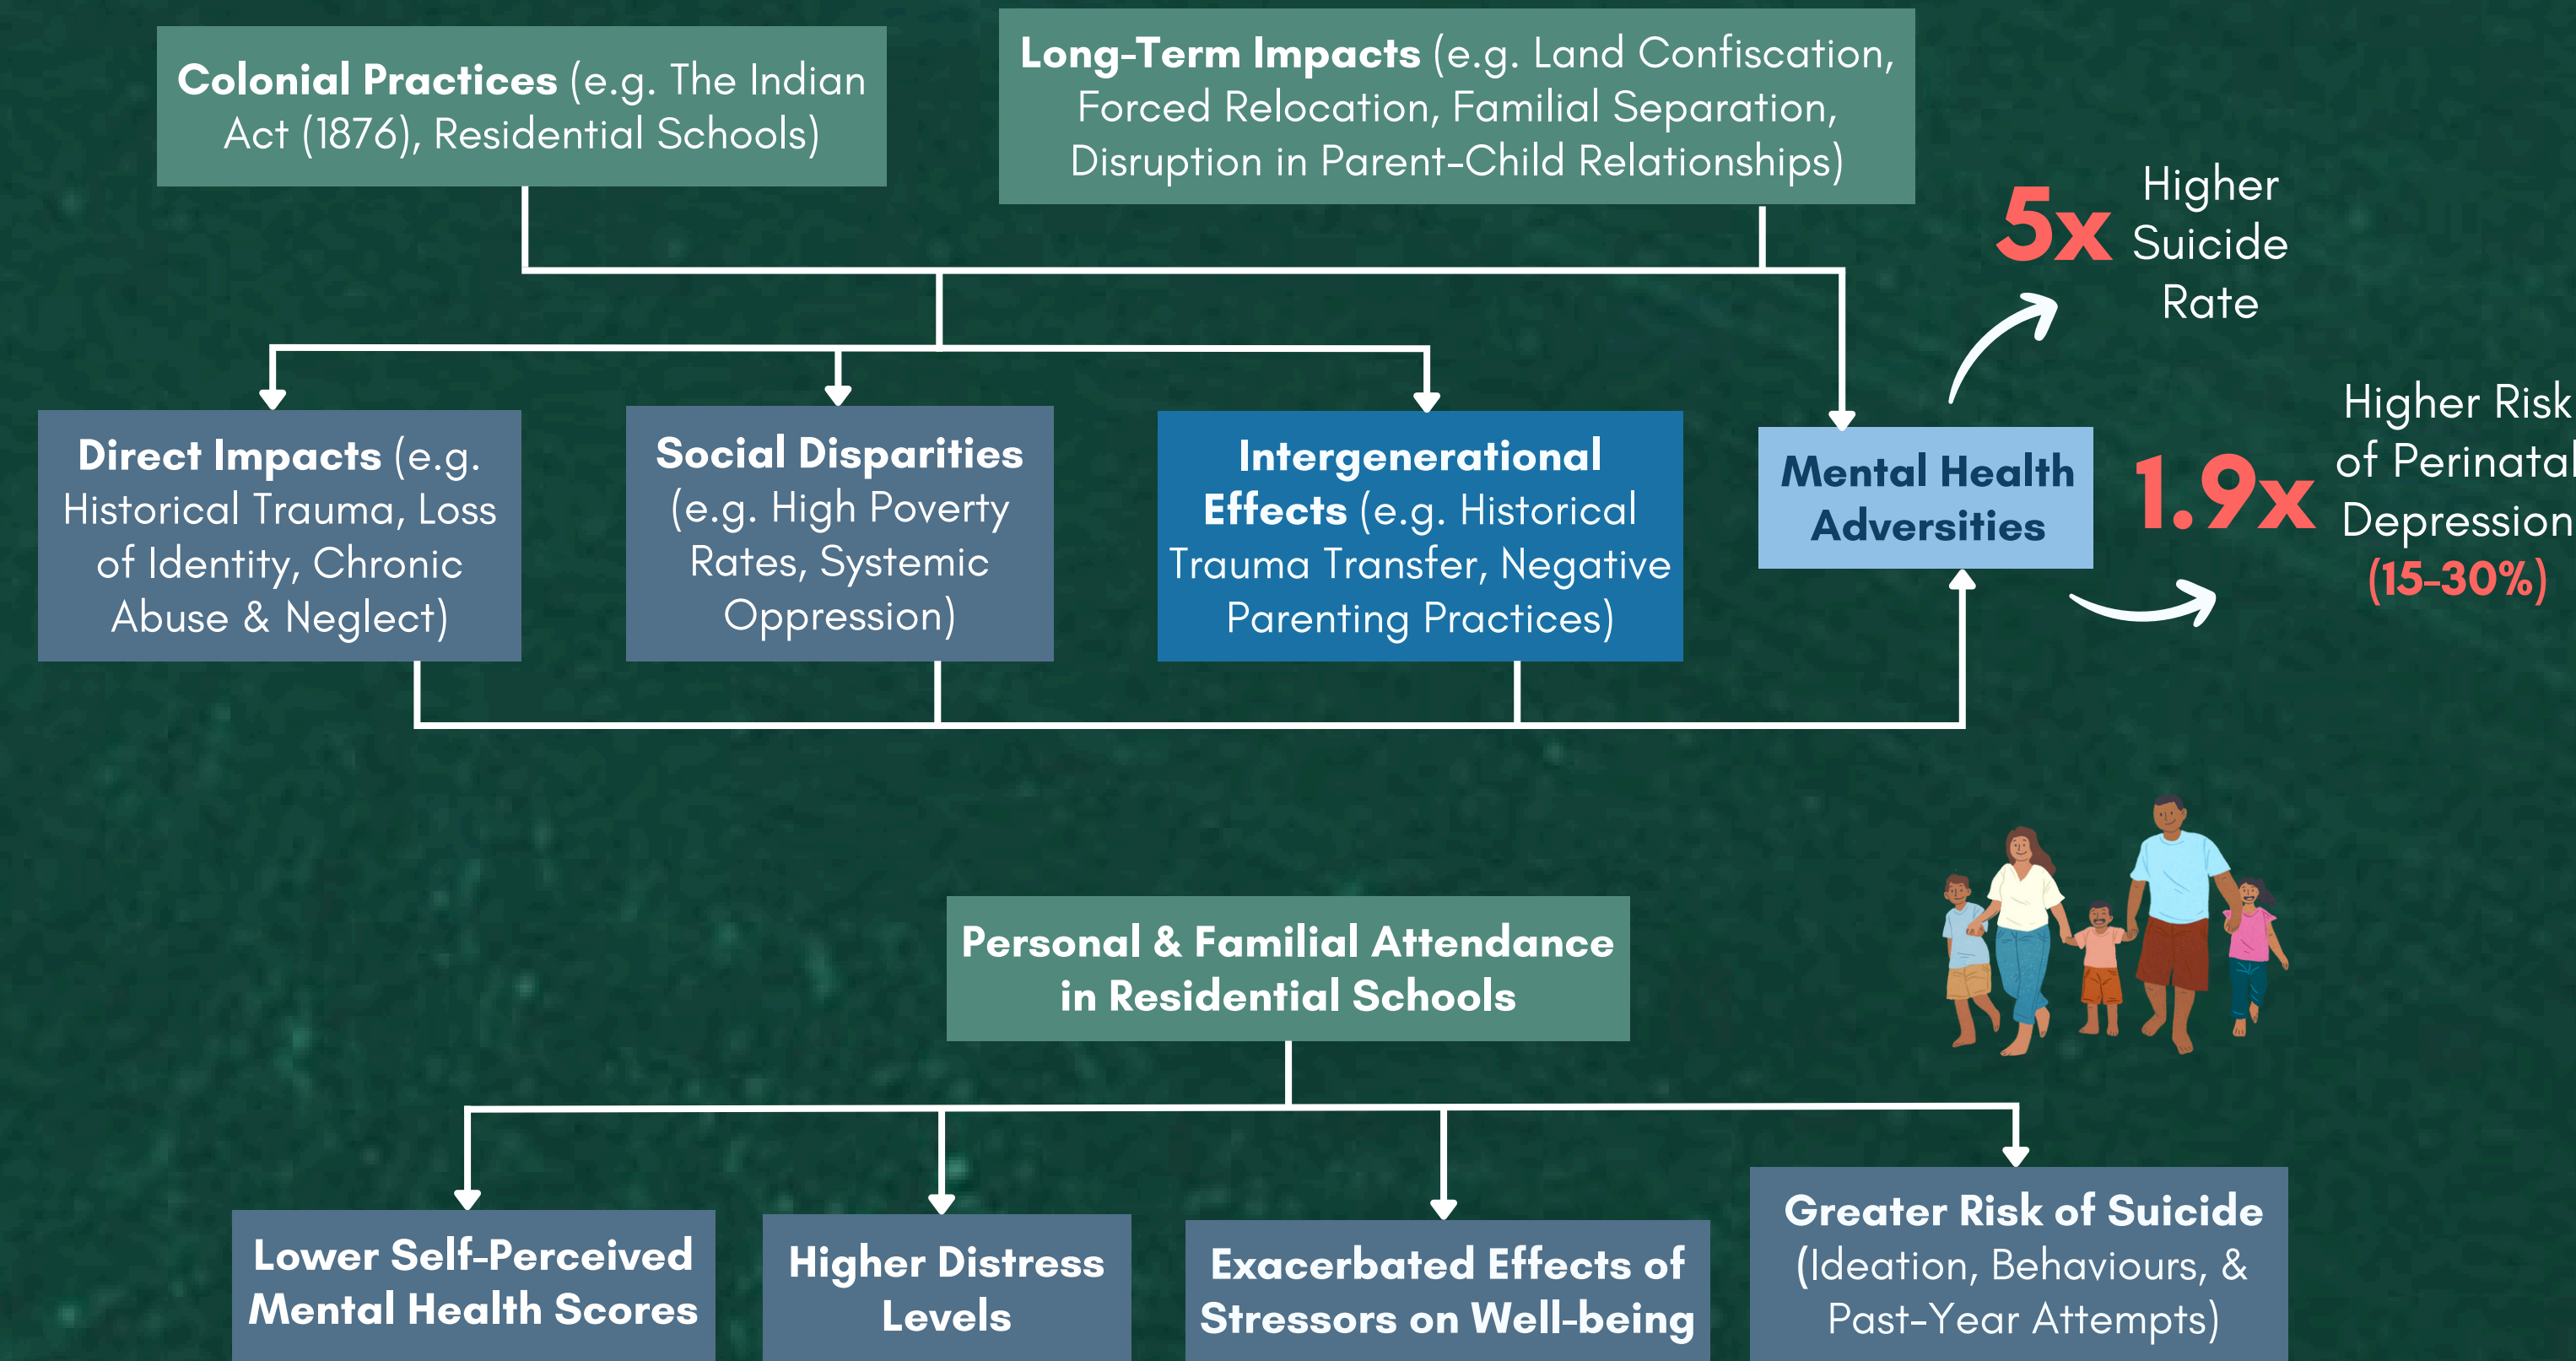 Colonial Practices (e.g. The Indian
Act (1876), Residential Schools)
Long-Term Impacts (e.g. Land Confiscation,
Forced Relocation, Familial Separation,
Disruption in Parent-Child Relationships)
5x
Higher
Suicide
Rate
Direct Impacts (e.g.
Historical Trauma, Loss
of Identity, Chronic
Abuse & Neglect)
Social Disparities
(e.g. High Poverty
Rates, Systemic
Oppression)
Intergenerational
Effects (e.g. Historical
Trauma Transfer, Negative
Parenting Practices)
Mental Health
Adversities
1.9x
Higher Risk
of Perinatal
Depression
(15-30%)
Personal & Familial Attendance
in Residential Schools
Lower Self-Perceived
Mental Health Scores
Higher Distress
Levels
Exacerbated Effects of
Stressors on Well-being
Greater Risk of Suicide
(Ideation, Behaviours, &
Past-Year Attempts)